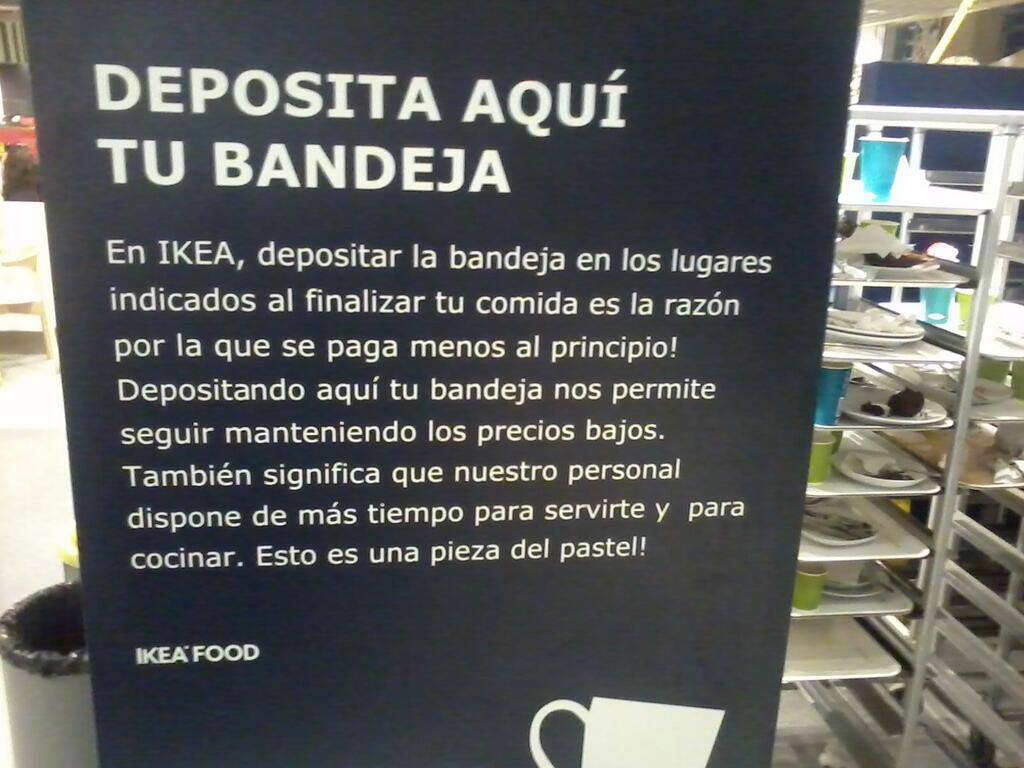 DEPOSITA AQUÍ
TU BANDEJA
En IKEA, depositar la bandeja en los lugares
indicados al finalizar tu comida es la razón
por la que se paga menos al principio!
Depositando aquí tu bandeja nos permite
seguir manteniendo los precios bajos.
También significa que nuestro personal
dispone de más tiempo para servirte y para
cocinar. Esto es una pieza del pastel!
IKEA FOOD